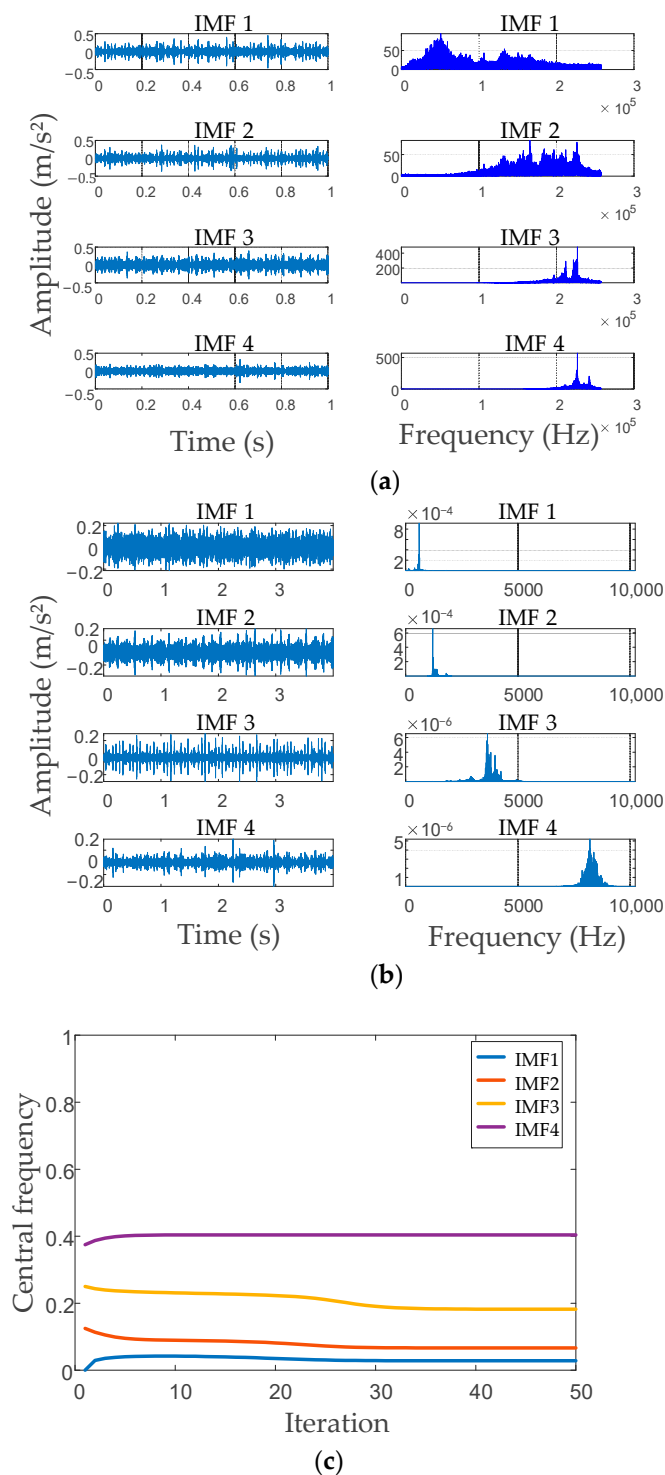 IMF 1 IMF 1
0.5 50
0
−0.5 0
0 0.2 0.4 0.6 0.8 1 0 1 2 3
× 10⁵
IMF 2 IMF 2
0.5 50
0
−0.5 0
0 0.2 0.4 0.6 0.8 1 0 1 2 3
× 10⁵
IMF 3 IMF 3
0.5 400
0 200
−0.5
0 0.2 0.4 0.6 0.8 1 0 1 2 3
× 10⁵
IMF 4 IMF 4
0.5 500
0
−0.5 0
0 0.2 0.4 0.6 0.8 1 0 1 2 3
× 10⁵
Amplitude (m/s²)
Time (s) Frequency (Hz)
(a)
IMF 1 ×10⁻⁴ IMF 1
0.2 8
0
−0.2 2
0 1 2 3 0 5000 10,000
IMF 2 ×10⁻⁴ IMF 2
0.2 6
0 4
−0.2 2
0 1 2 3 0 5000 10,000
IMF 3 ×10⁻⁶ IMF 3
0.2 6
0 4
−0.2 2
0 1 2 3 0 5000 10,000
IMF 4 ×10⁻⁶ IMF 4
0.2 5
0 3
−0.2 1
0 1 2 3 0 5000 10,000
Amplitude (m/s²)
Time (s) Frequency (Hz)
(b)
1
0.8
0.6
0.4
0.2
0
Central frequency
IMF1
IMF2
IMF3
IMF4
0 10 20 30 40 50
Iteration
(c)